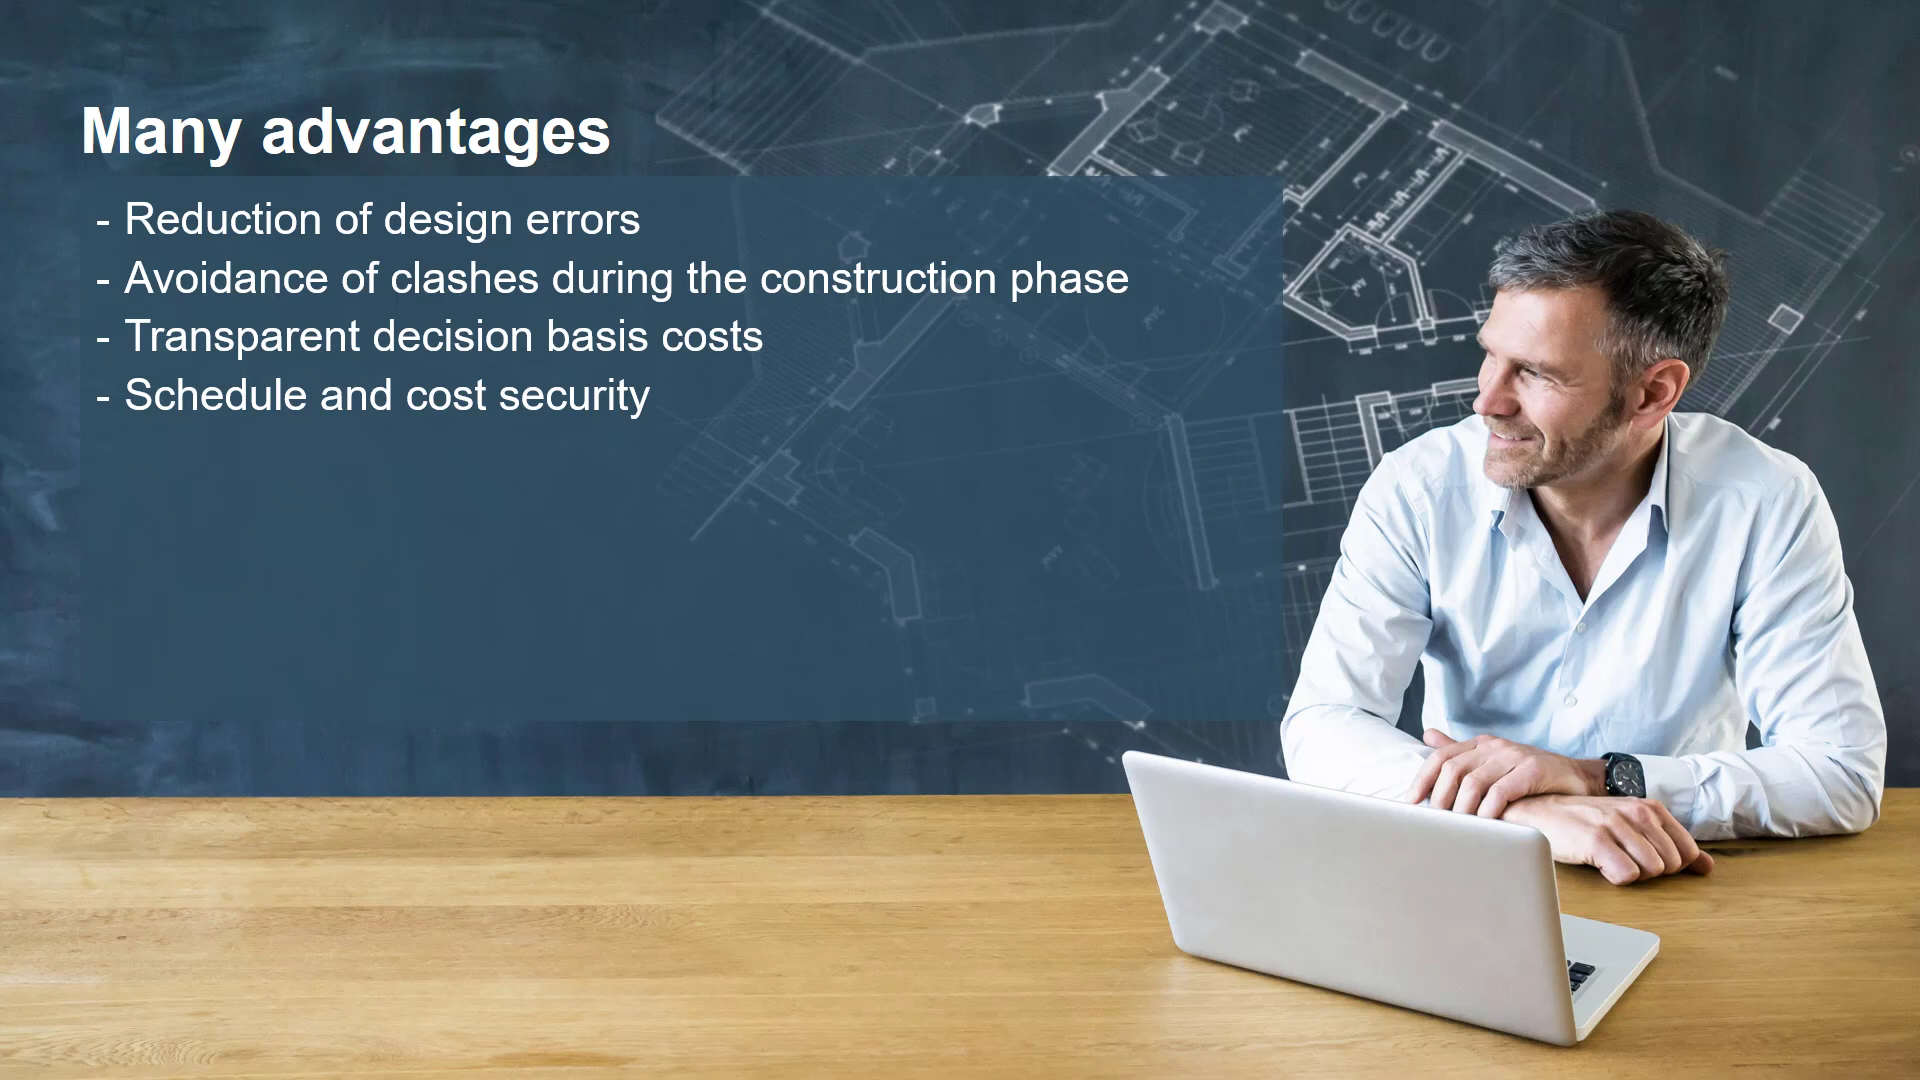 Many advantages
- Reduction of design errors
- Avoidance of clashes during the construction phase
- Transparent decision basis costs
- Schedule and cost security